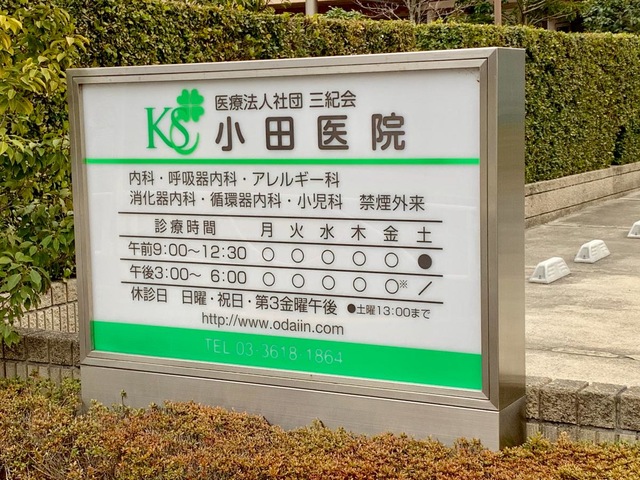 KS 医療法人社団 三紀会
小田医院
内科・呼吸器内科・アレルギー科
消化器内科・循環器内科・小児科 禁煙外来
診療時間 月 火 水 木 金 土
午前9:00〜12:30 ○ ○ ○ ○ ○ ●
午後3:00〜 6:00 ○ ○ ○ ○ ○※ /
休診日 日曜・祝日・第3金曜午後 ●土曜13:00まで
http://www.odaiin.com
TEL 03 3618 1864